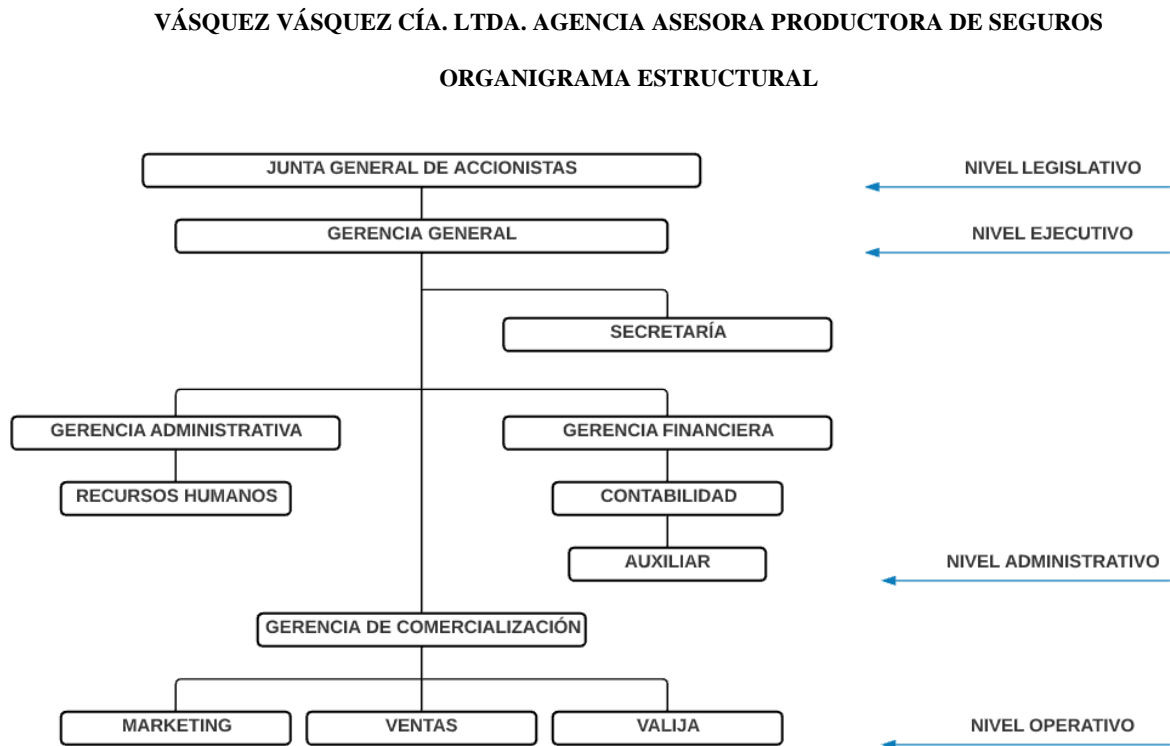 VÁSQUEZ VÁSQUEZ CÍA. LTDA. AGENCIA ASESORA PRODUCTORA DE SEGUROS
ORGANIGRAMA ESTRUCTURAL
JUNTA GENERAL DE ACCIONISTAS
NIVEL LEGISLATIVO
GERENCIA GENERAL
NIVEL EJECUTIVO
SECRETARÍA
GERENCIA ADMINISTRATIVA
GERENCIA FINANCIERA
RECURSOS HUMANOS
CONTABILIDAD
AUXILIAR
NIVEL ADMINISTRATIVO
GERENCIA DE COMERCIALIZACIÓN
MARKETING
VENTAS
VALIJA
NIVEL OPERATIVO